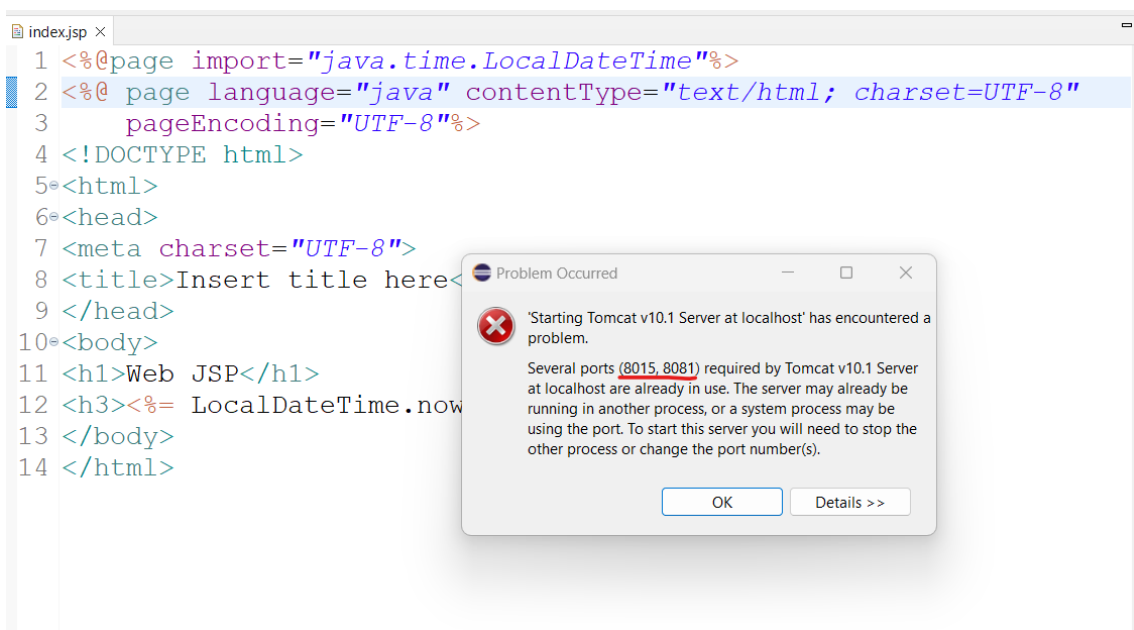 index.jsp
1 <%@page import="java.time.LocalDateTime"%>
2 <%@ page language="java" contentType="text/html; charset=UTF-8"
3 pageEncoding="UTF-8"%>
4 <!DOCTYPE html>
5 <html>
6 <head>
7 <meta charset="UTF-8">
8 <title>Insert title here<
9 </head>
10 <body>
11 <h1>Web JSP</h1>
12 <h3><%= LocalDateTime.now
13 </body>
14 </html>
Problem Occurred
'Starting Tomcat v10.1 Server at localhost' has encountered a
problem.
Several ports (8015, 8081) required by Tomcat v10.1 Server
at localhost are already in use. The server may already be
running in another process, or a system process may be
using the port. To start this server you will need to stop the
other process or change the port number(s).
OK
Details >>